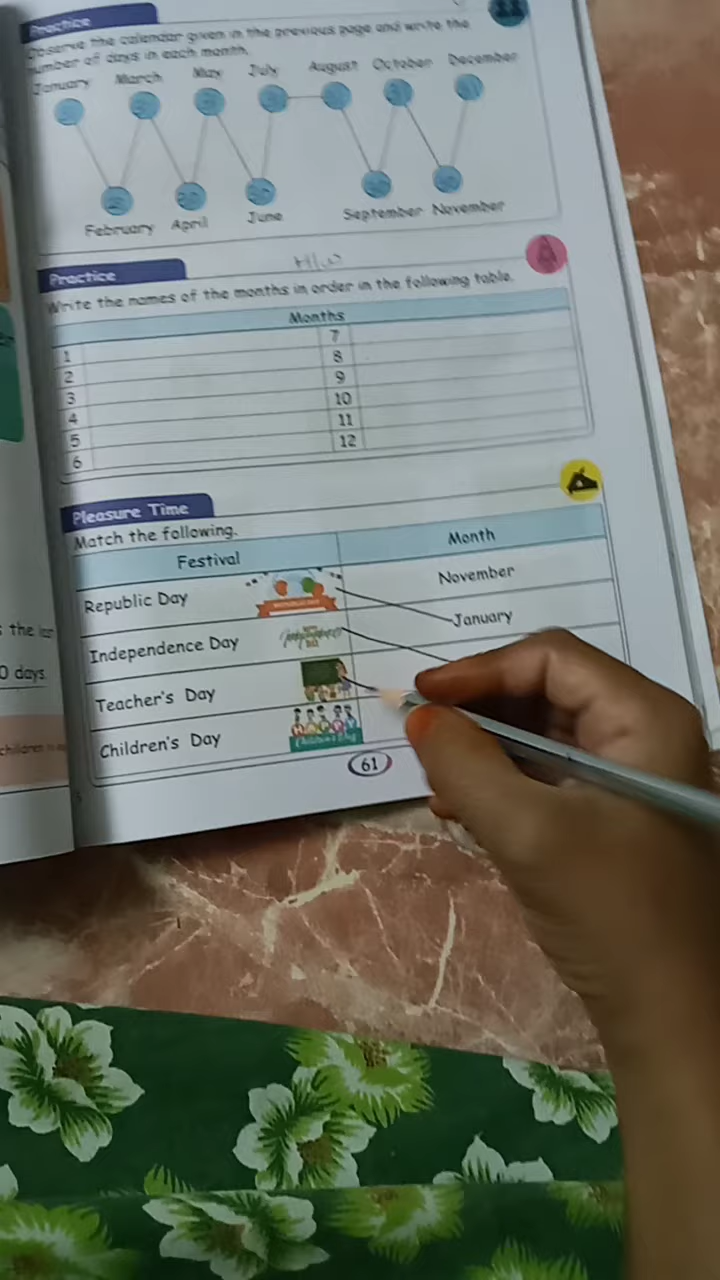 Practice
Observe the calendar given in the previous page and write the
number of days in each month.
January March May July August October December
February April June September November
Practice
H/W
Write the names of the months in order in the following table.
Months
1 7
2 8
3 9
4 10
5 11
6 12
Pleasure Time
Match the following.
Festival Month
Republic Day November
Independence Day January
Teacher's Day
Children's Day
61
s the
0 days.